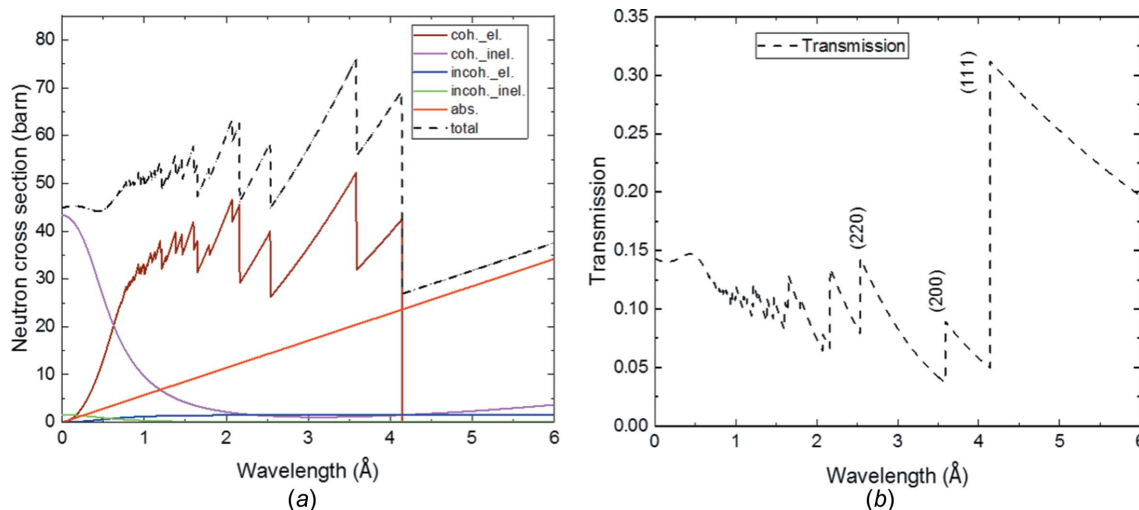 Neutron cross section (barn)
80
70
60
50
40
30
20
10
0
0 1 2 3 4 5 6
Wavelength (Å)
coh._el.
coh._inel.
incoh._el.
incoh._inel.
abs.
total
(a)
Transmission
0.35
0.30
0.25
0.20
0.15
0.10
0.05
0.00
0 1 2 3 4 5 6
Wavelength (Å)
Transmission
(220)
(200)
(111)
(b)